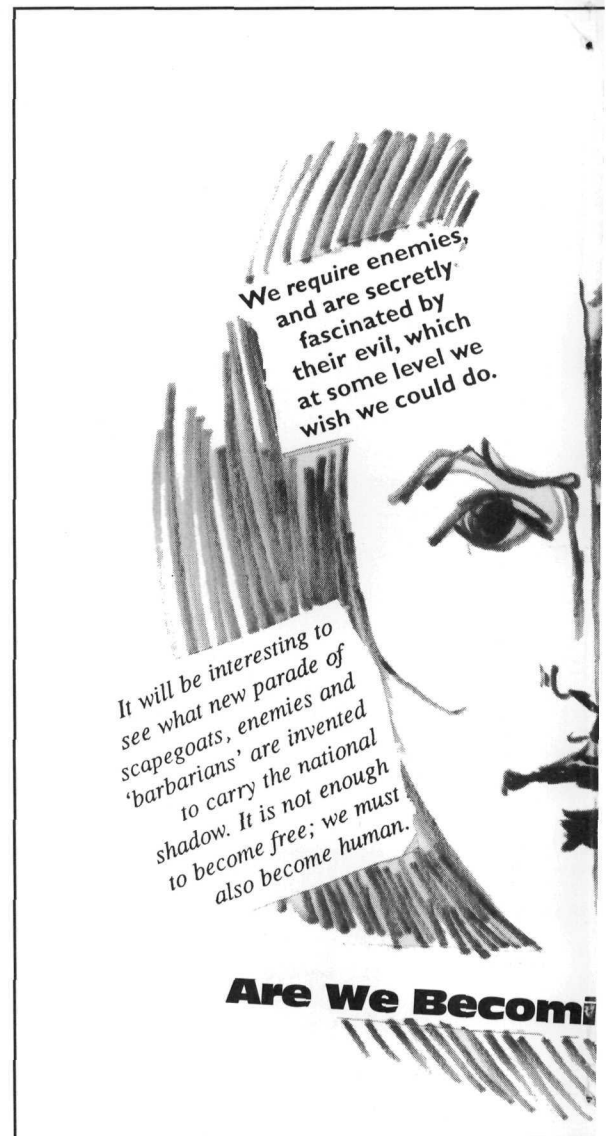 We require enemies,
and are secretly
fascinated by
their evil, which
at some level we
wish we could do.
It will be interesting to
see what new parade of
scapegoats, enemies and
'barbarians' are invented
to carry the national
shadow. It is not enough
to become free; we must
also become human.
Are We Becomi